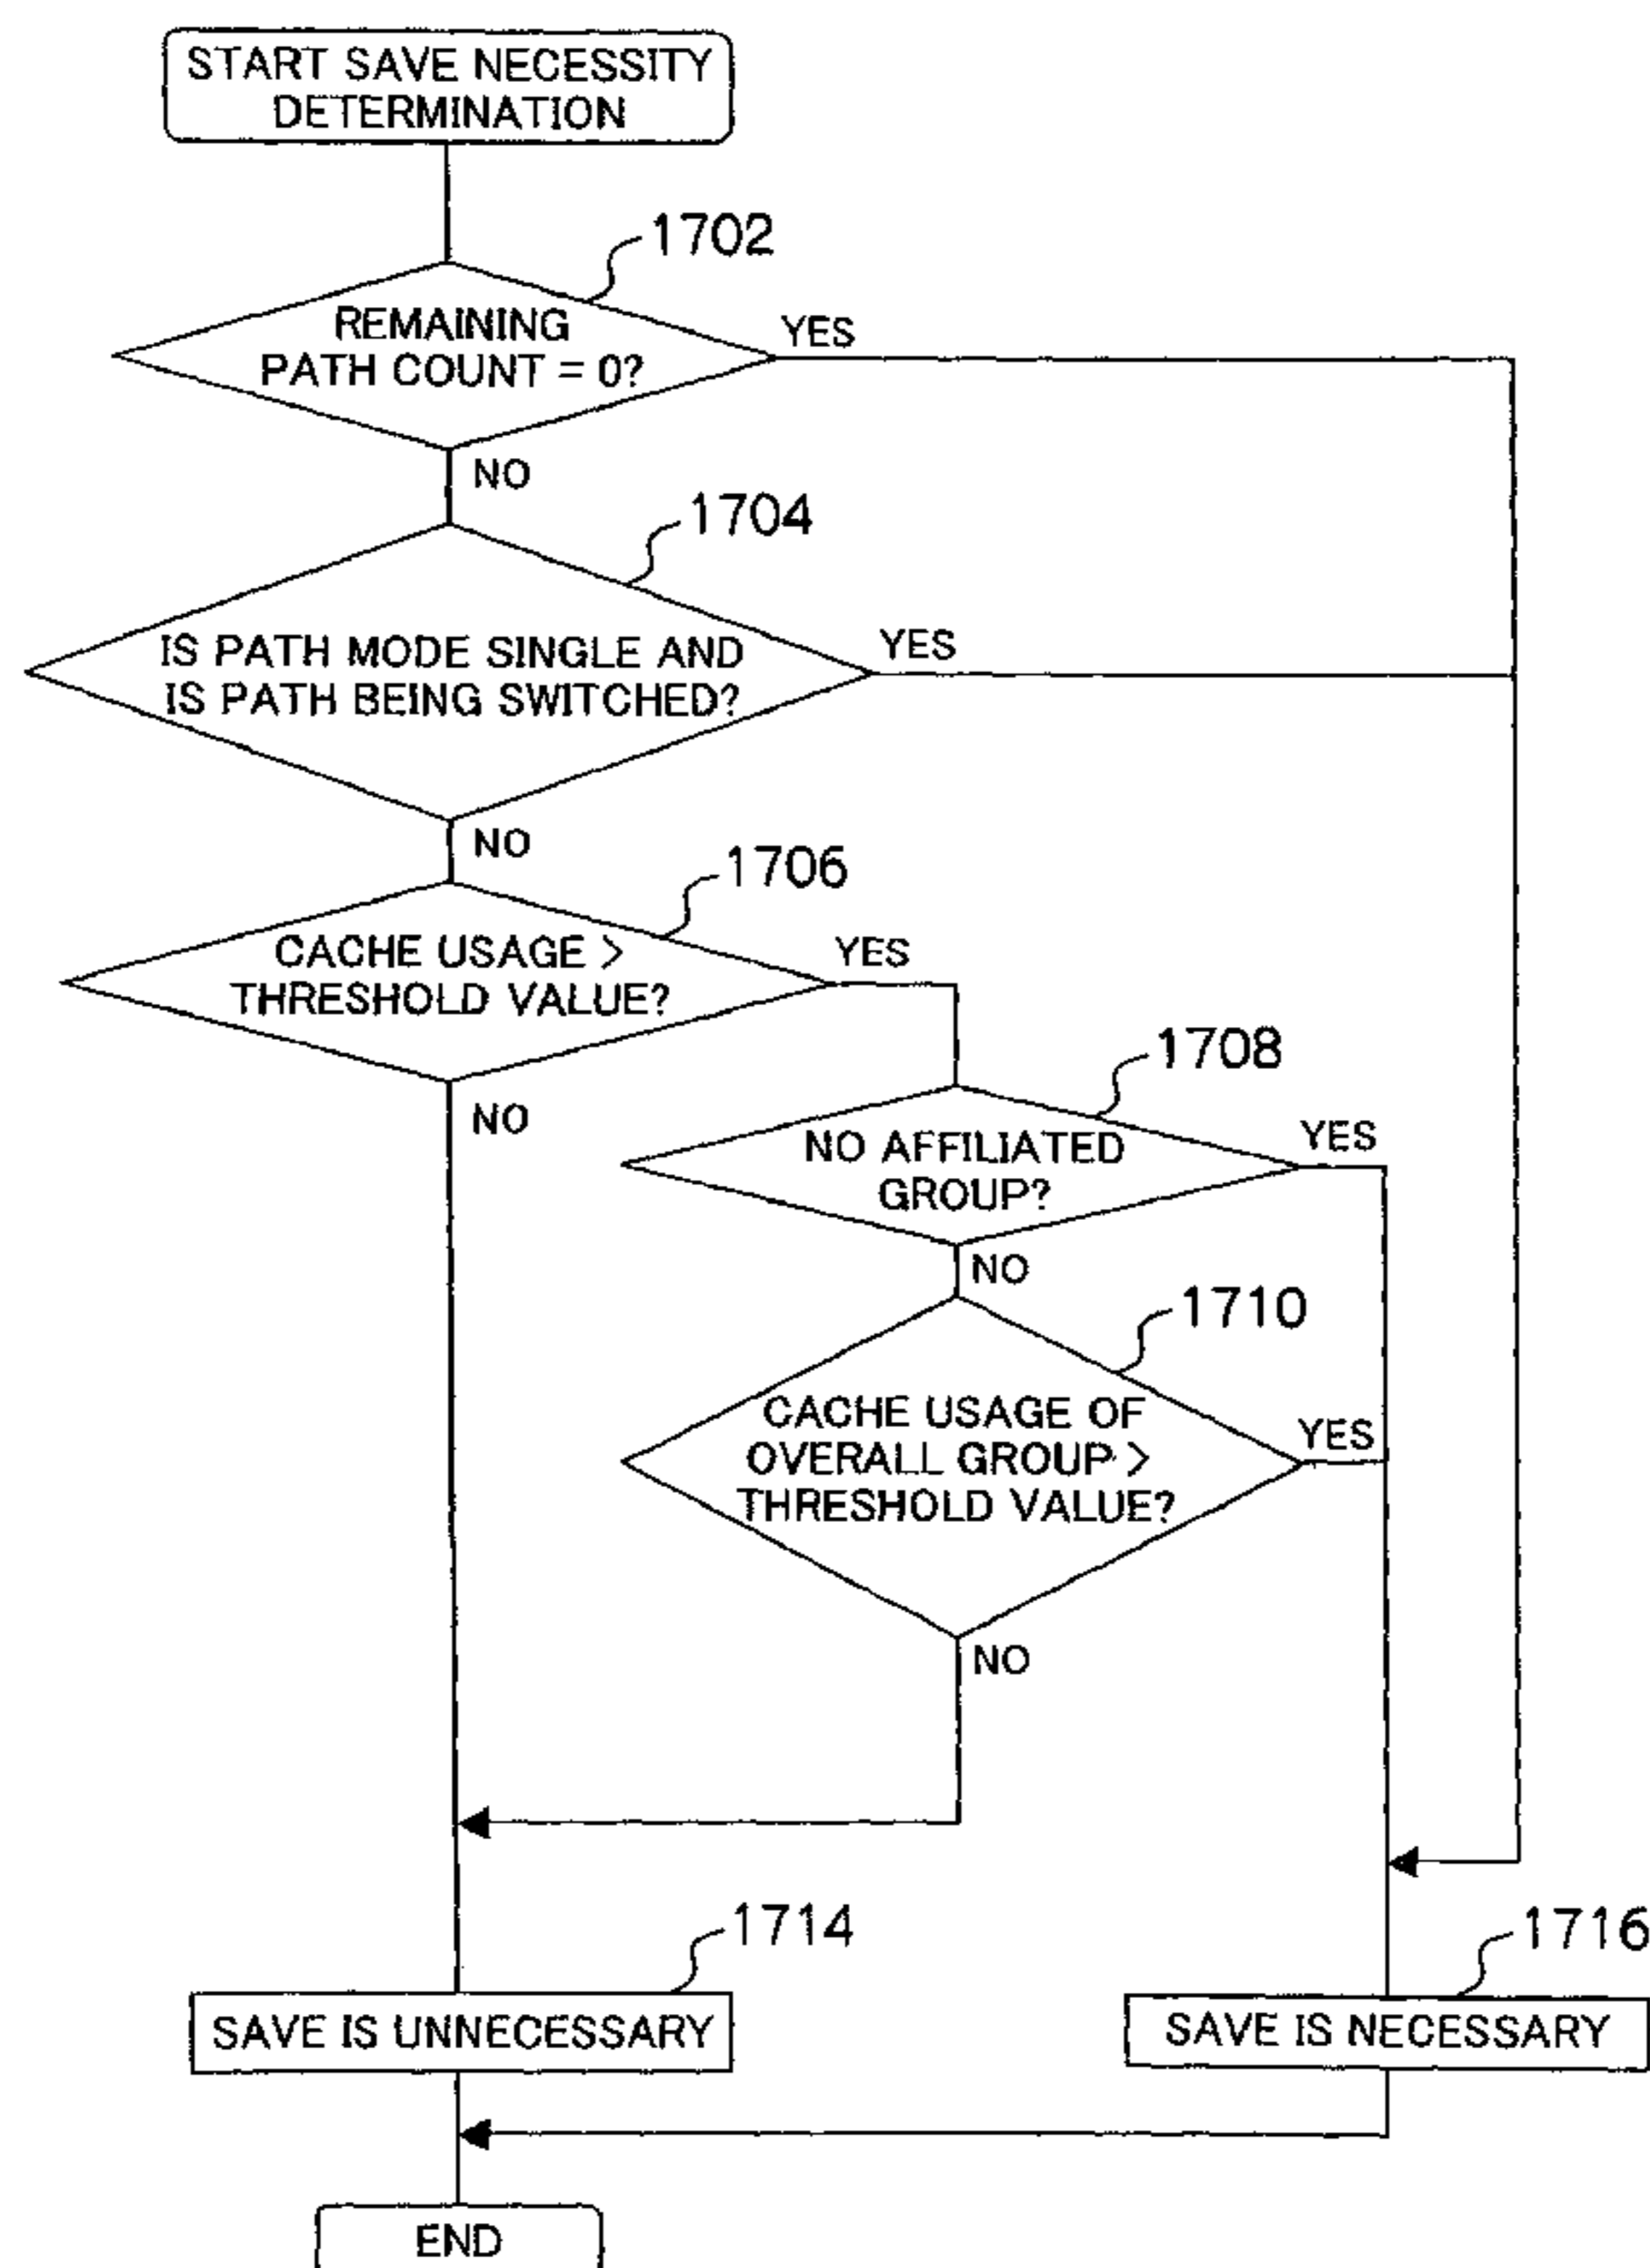 START SAVE NECESSITY
DETERMINATION
1702
REMAINING
PATH COUNT = 0?
YES
NO
1704
IS PATH MODE SINGLE AND
IS PATH BEING SWITCHED?
YES
NO
1706
CACHE USAGE >
THRESHOLD VALUE?
YES
NO
1708
NO AFFILIATED
GROUP?
YES
NO
1710
CACHE USAGE OF
OVERALL GROUP >
THRESHOLD VALUE?
YES
NO
1714
SAVE IS UNNECESSARY
1716
SAVE IS NECESSARY
END